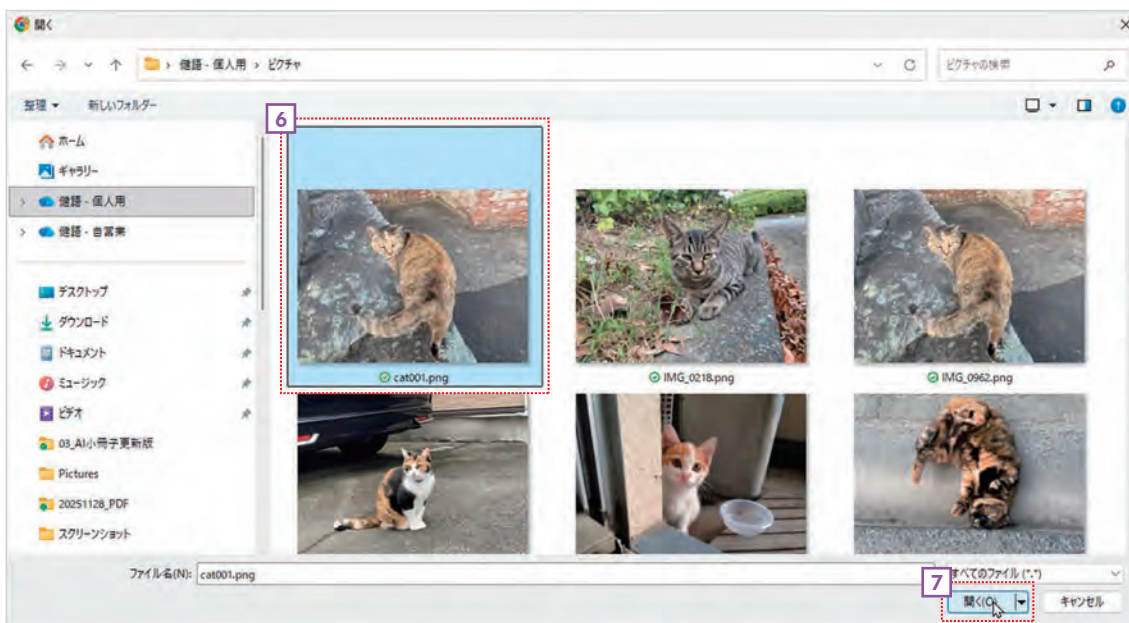 開く
健語 - 個人用 › ピクチャ
ピクチャの検索
整理
新しいフォルダー
6
ホーム
ギャラリー
健語 - 個人用
健語 - 自営業
デスクトップ
ダウンロード
ドキュメント
ミュージック
ビデオ
03_AI小冊子更新版
Pictures
20251128_PDF
スクリーンショット
cat001.png
IMG_0218.png
IMG_0962.png
ファイル名(N): cat001.png
すべてのファイル (*.*)
7
開く(O)
キャンセル